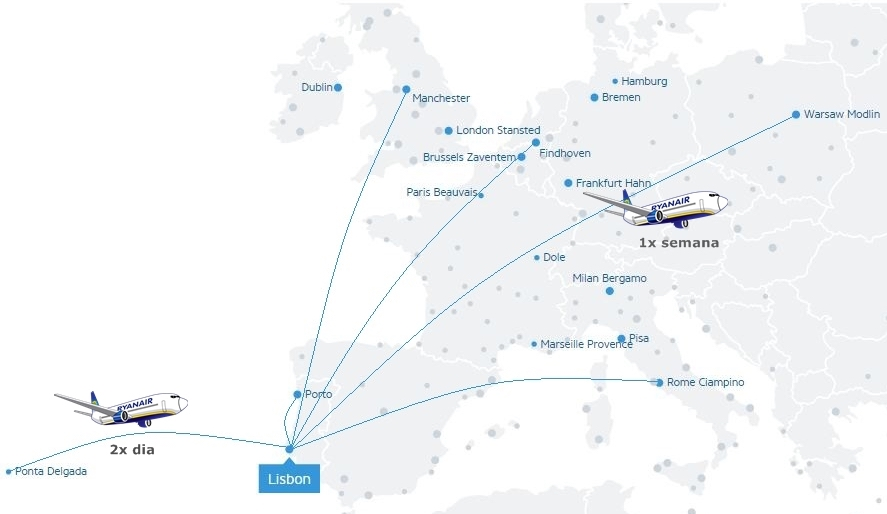 Hamburg
Dublin
Bremen
Manchester
Warsaw Modlin
London Stansted
Eindhoven
Brussels Zaventem
Frankfurt Hahn
Paris Beauvais
RYANAIR
1x semana
Dole
Milan Bergamo
Pisa
Marseille Provence
Rome Ciampino
Porto
RYANAIR
2x dia
Ponta Delgada
Lisbon